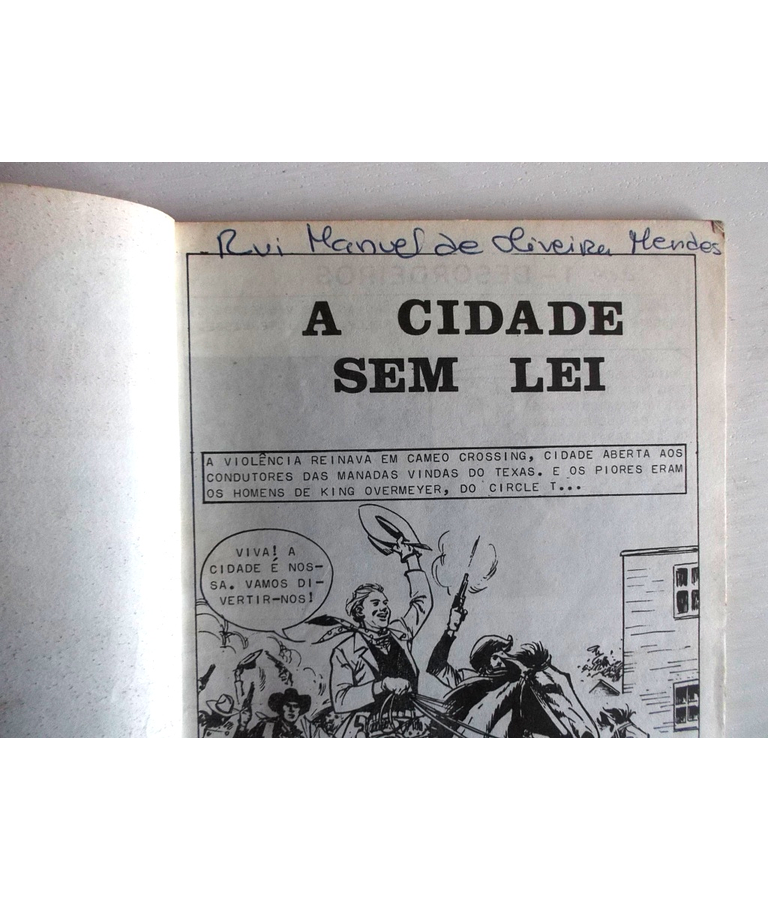 Rui Manuel de Oliveira Mendes
A CIDADE
SEM LEI
A VIOLÊNCIA REINAVA EM CAMEO CROSSING, CIDADE ABERTA AOS
CONDUTORES DAS MANADAS VINDAS DO TEXAS. E OS PIORES ERAM
OS HOMENS DE KING OVERMEYER, DO CIRCLE T...
VIVA! A
CIDADE É NOS-
SA. VAMOS DI-
VERTIR-NOS!